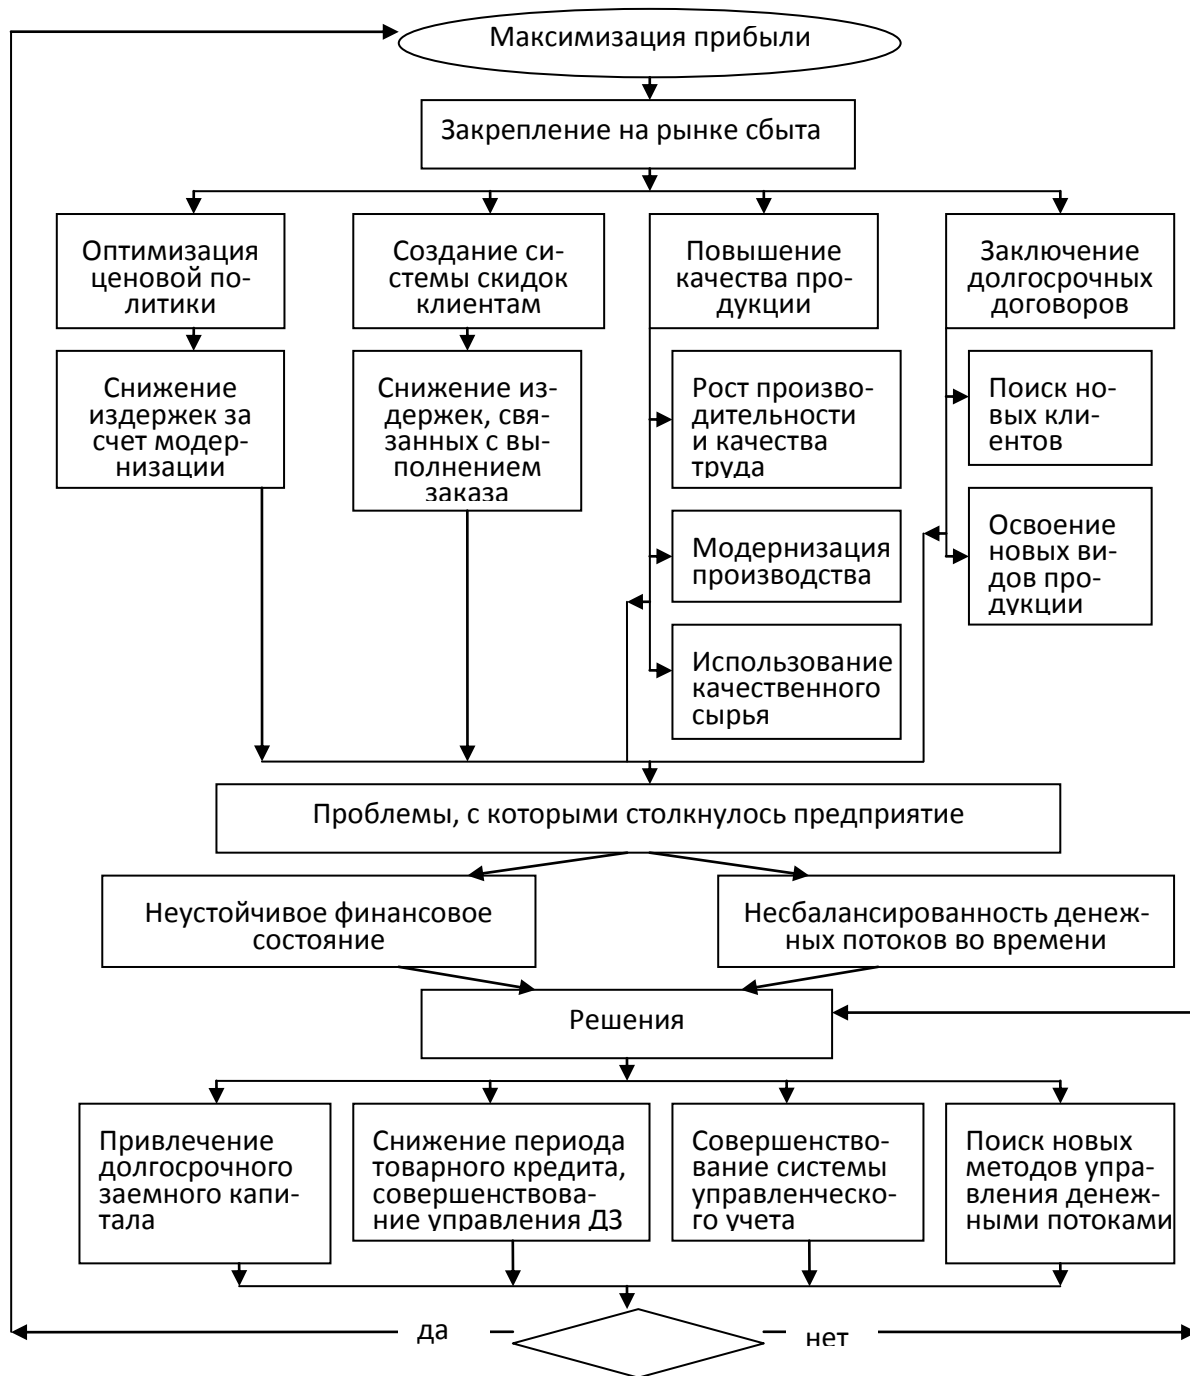 Максимизация прибыли
Закрепление на рынке сбыта
Оптимизация
ценовой по-
литики
Создание си-
стемы скидок
клиентам
Повышение
качества про-
дукции
Заключение
долгосрочных
договоров
Снижение
издержек за
счет модер-
низации
Снижение из-
держек, свя-
занных с вы-
полнением
заказа
Рост произво-
дительности
и качества
труда
Поиск но-
вых кли-
ентов
Модернизация
производства
Освоение
новых ви-
дов про-
дукции
Использование
качественного
сырья
Проблемы, с которыми столкнулось предприятие
Неустойчивое финансовое
состояние
Несбалансированность денеж-
ных потоков во времени
Решения
Привлечение
долгосрочного
заемного капи-
тала
Снижение периода
товарного кредита,
совершенствова-
ние управления ДЗ
Совершенство-
вание системы
управленческо-
го учета
Поиск новых
методов упра-
вления денеж-
ными потоками
да
нет